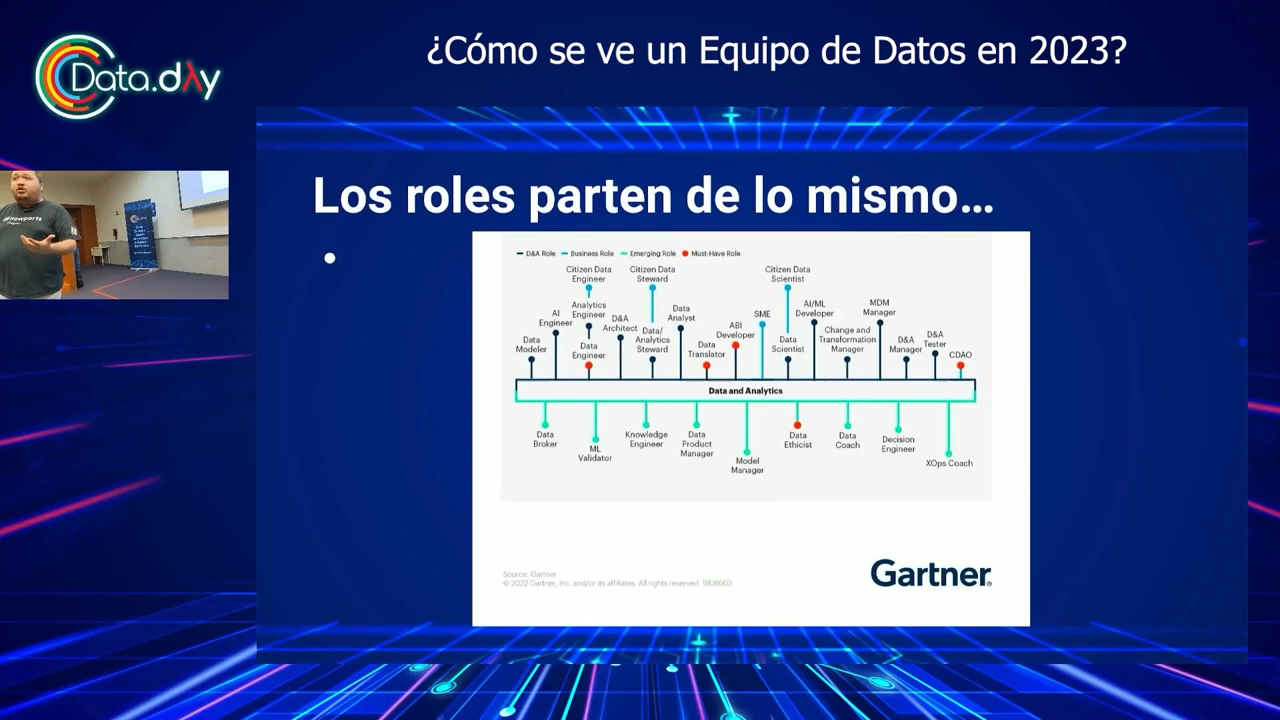 ¿Cómo se ve un Equipo de Datos en 2023?
Data.dλy
#nowports
Los roles parten de lo mismo...
D&A Role
Business Role
Emerging Role
Must-Have Role
Citizen Data
Engineer
Citizen Data
Steward
Citizen Data
Scientist
Data
Modeler
AI
Engineer
Analytics
Engineer
Data
Engineer
D&A
Architect
Data/
Analytics
Steward
Data
Analyst
Data
Translator
ABI
Developer
SME
Data
Scientist
AI/ML
Developer
Change and
Transformation
Manager
MDM
Manager
D&A
Manager
D&A
Tester
CDAO
Data and Analytics
Data
Broker
ML
Validator
Knowledge
Engineer
Data
Product
Manager
Model
Manager
Data
Ethicist
Data
Coach
Decision
Engineer
XOps Coach
Source: Gartner
© 2022 Gartner, Inc. and/or its affiliates. All rights reserved. 1808603
Gartner